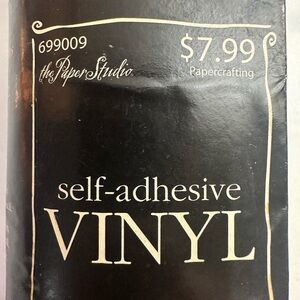 699009 $7.99
the Paper Studio Papercrafting
self-adhesive
VINYL